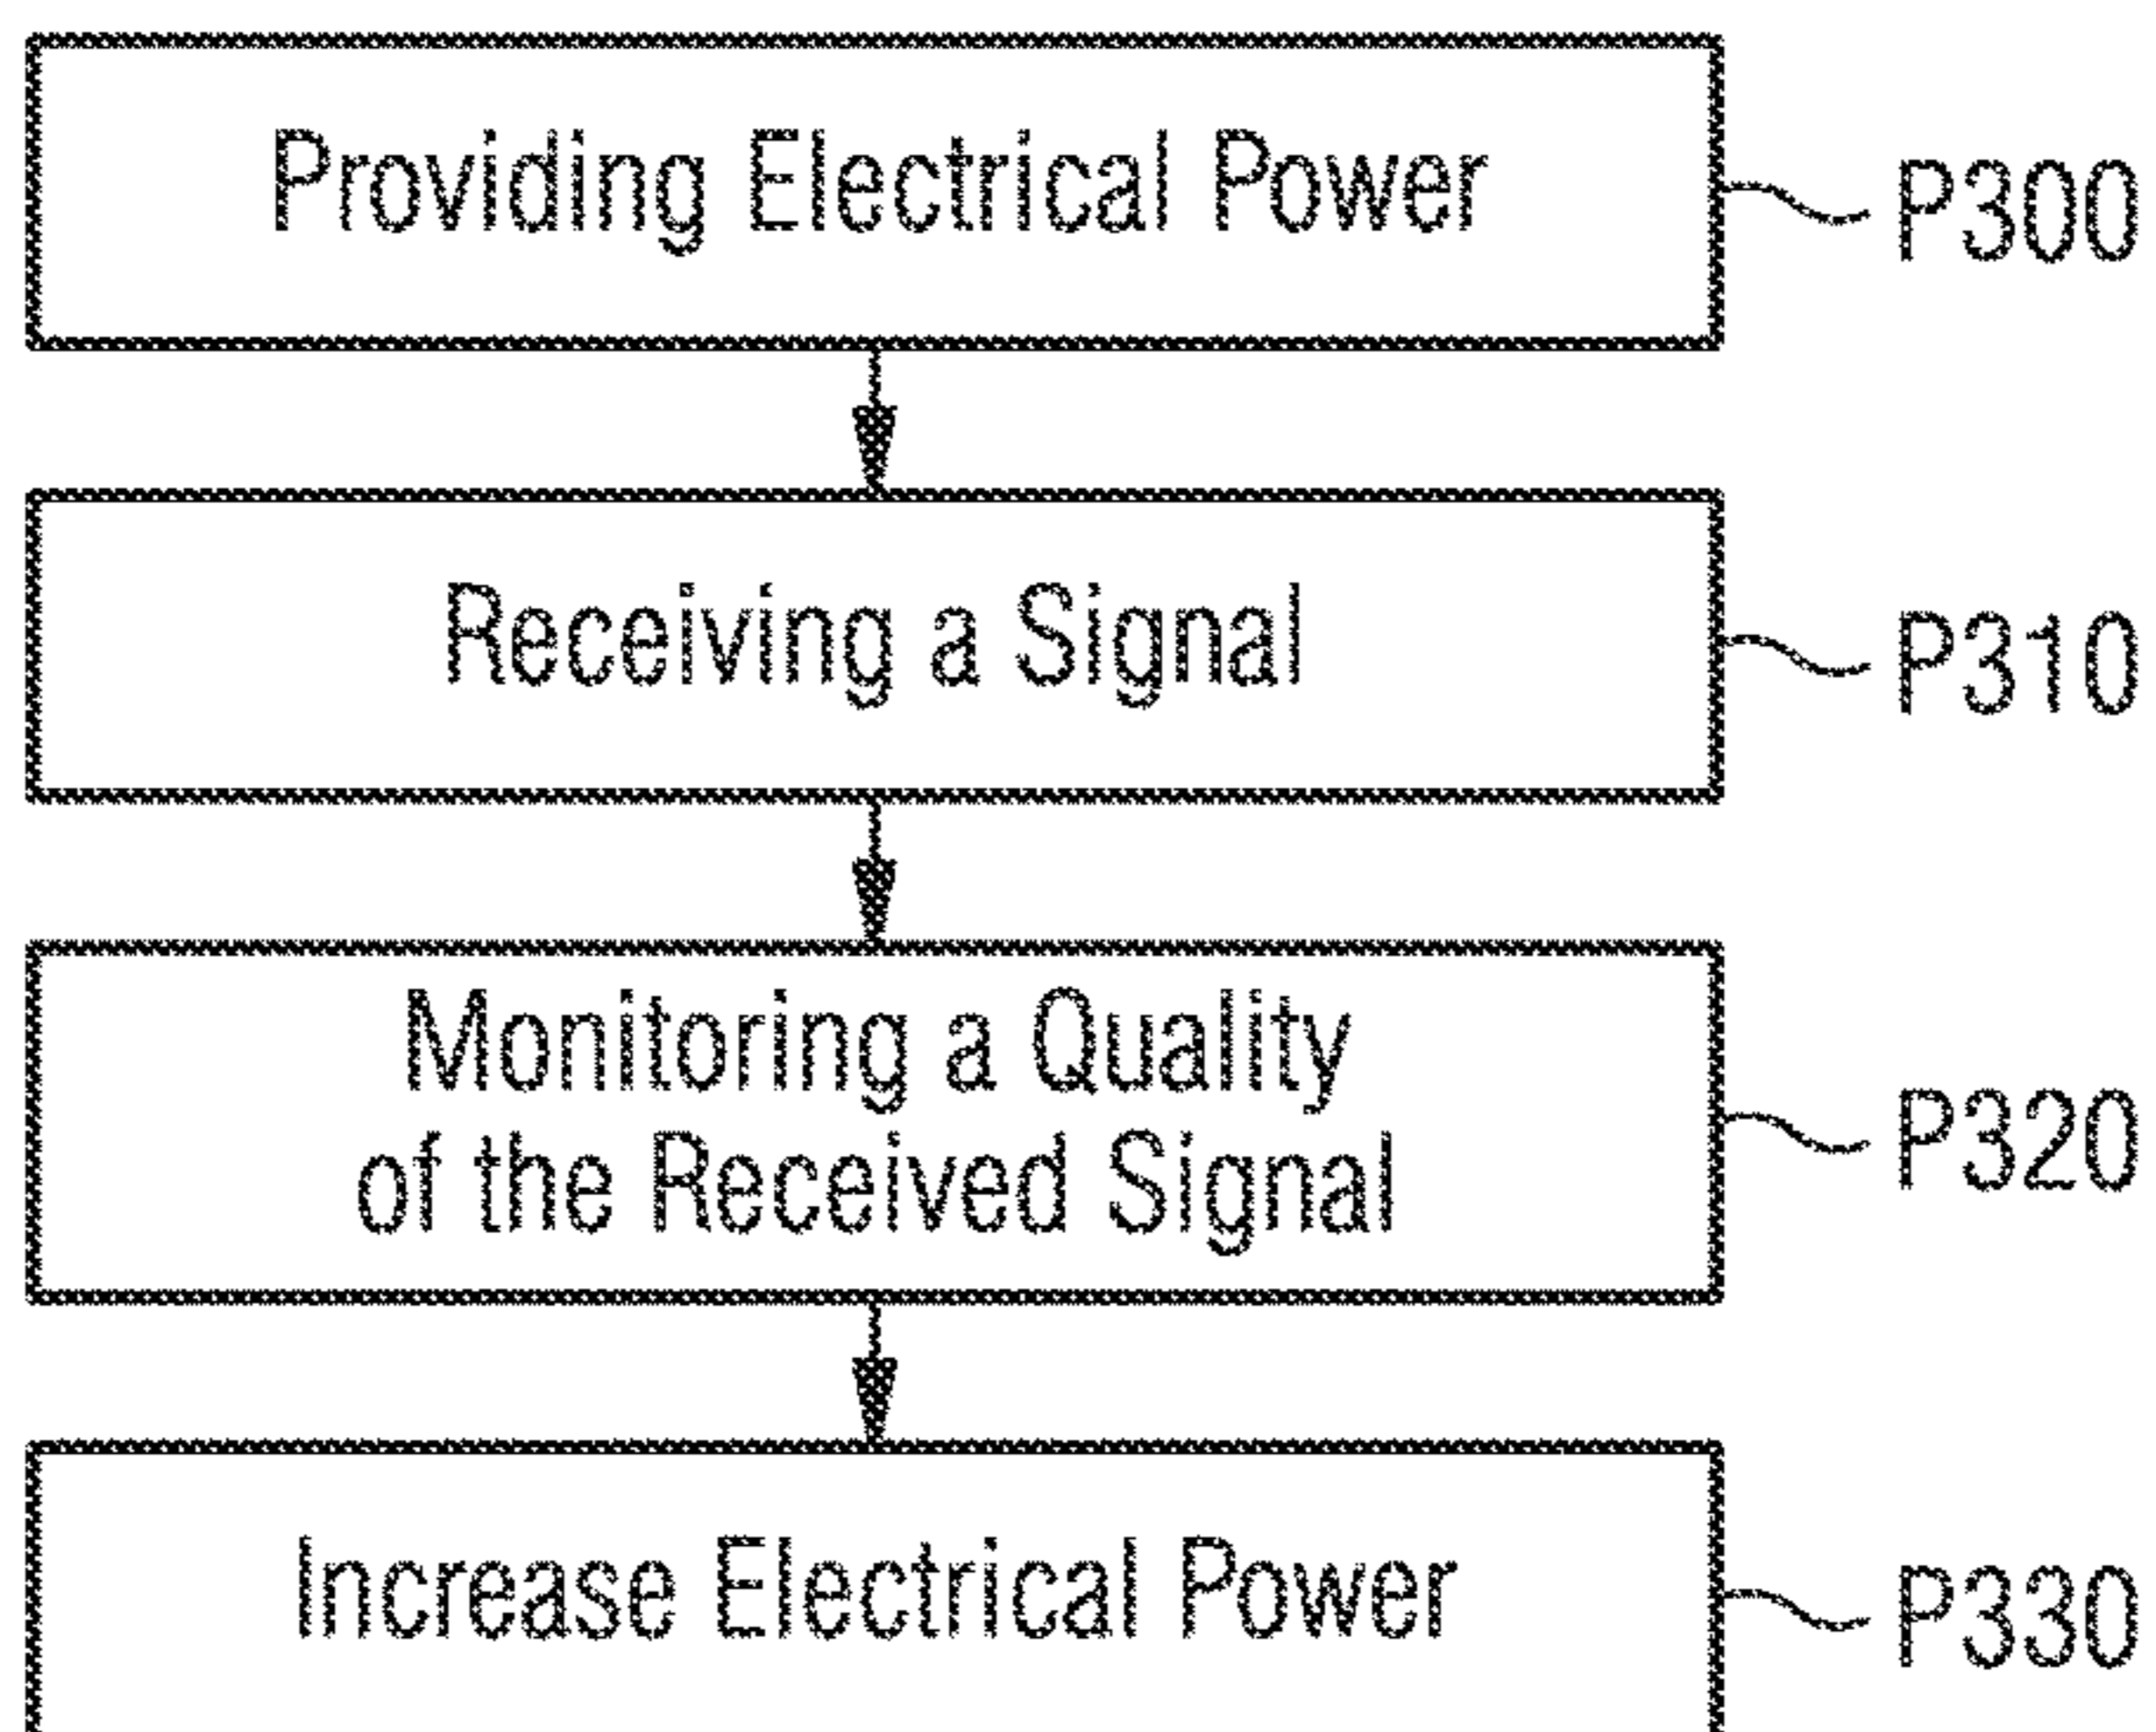 Providing Electrical Power
P300
Receiving a Signal
P310
Monitoring a Quality
of the Received Signal
P320
Increase Electrical Power
P330